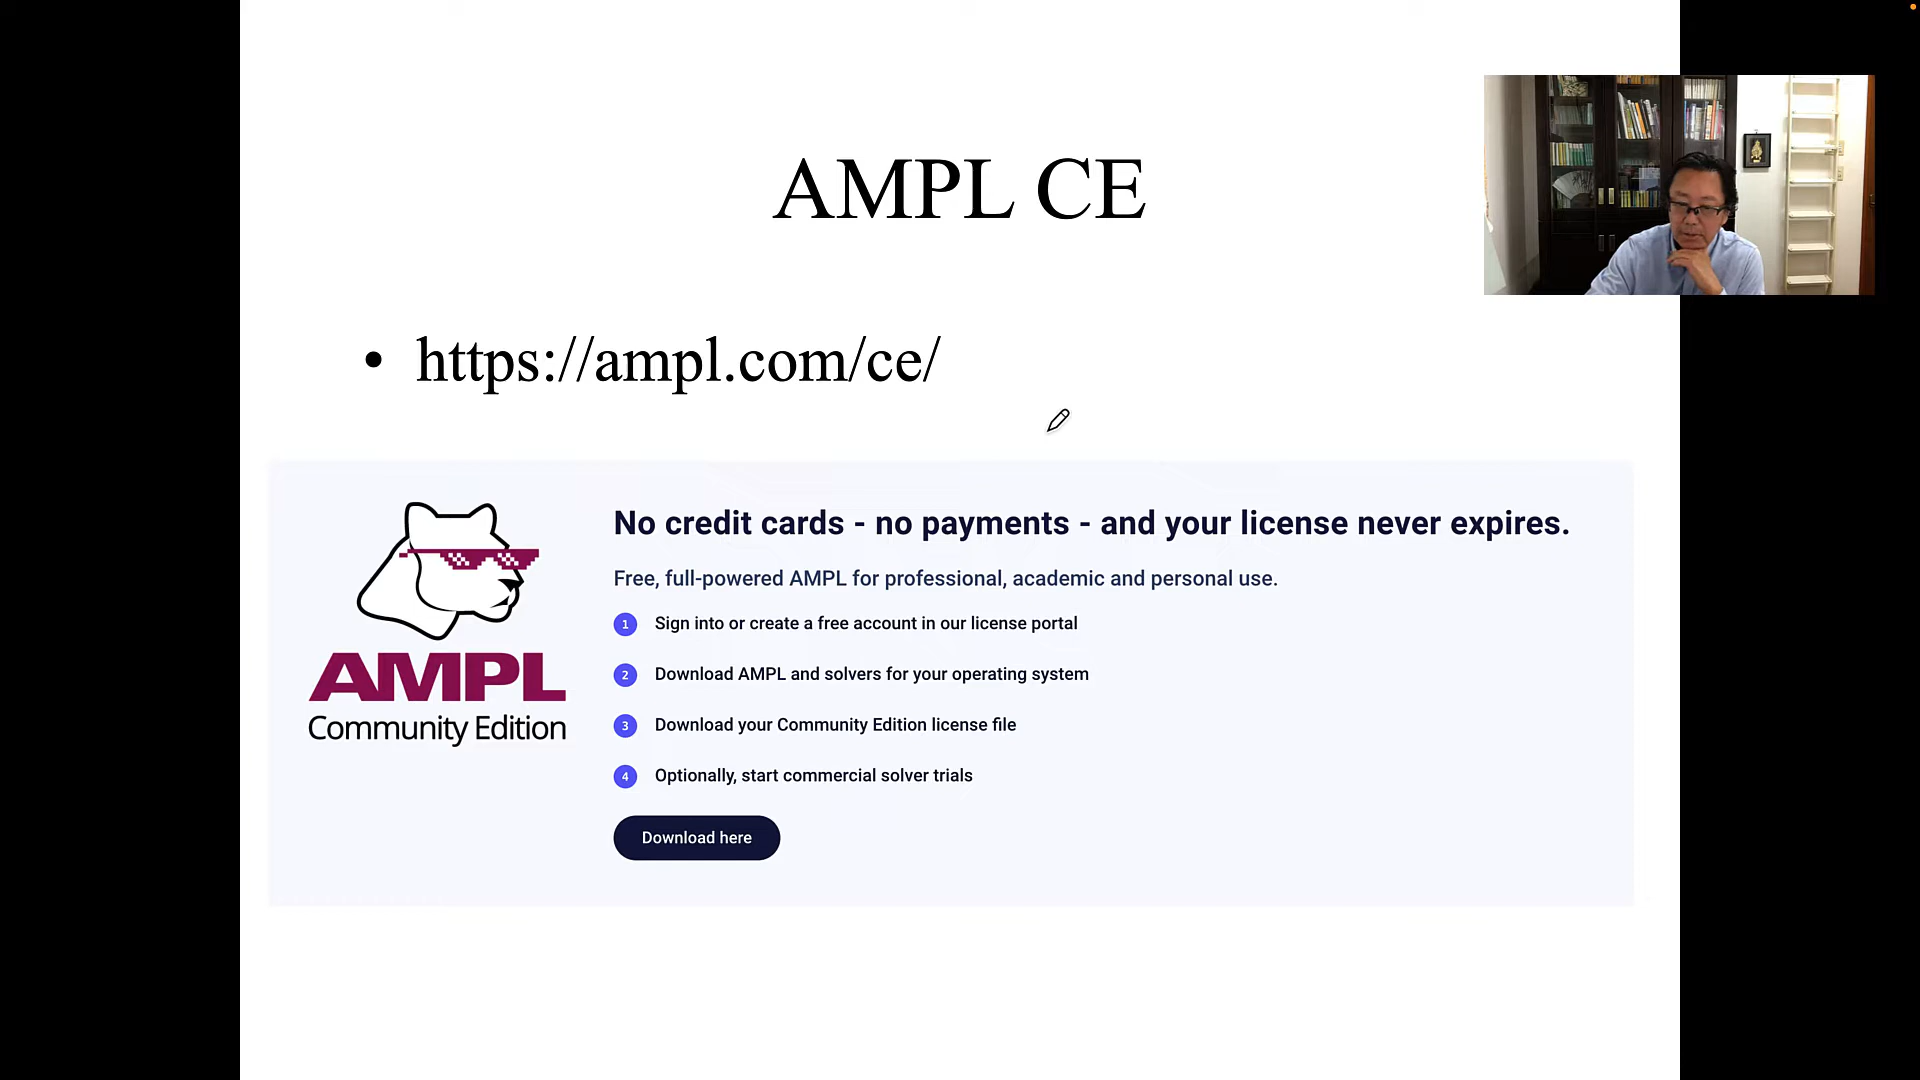 AMPL CE
• https://ampl.com/ce/
No credit cards - no payments - and your license never expires.
Free, full-powered AMPL for professional, academic and personal use.
1 Sign into or create a free account in our license portal
2 Download AMPL and solvers for your operating system
3 Download your Community Edition license file
4 Optionally, start commercial solver trials
Download here
AMPL
Community Edition